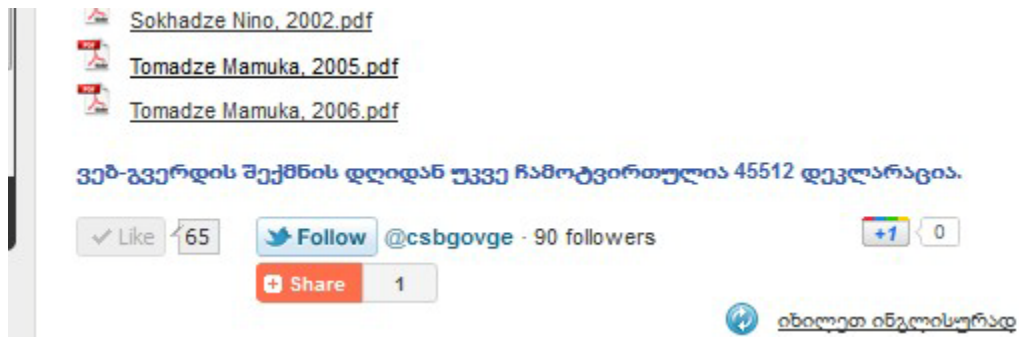 Sokhadze Nino, 2002.pdf
Tomadze Mamuka, 2005.pdf
Tomadze Mamuka, 2006.pdf
ვებ-გვერდის შექმნის დღიდან უკვე ჩამოტვირთულია 45512 დეკლარაცია.
Like 65 Follow @csbgovge · 90 followers +1 0
Share 1
იხილეთ ინგლისურად